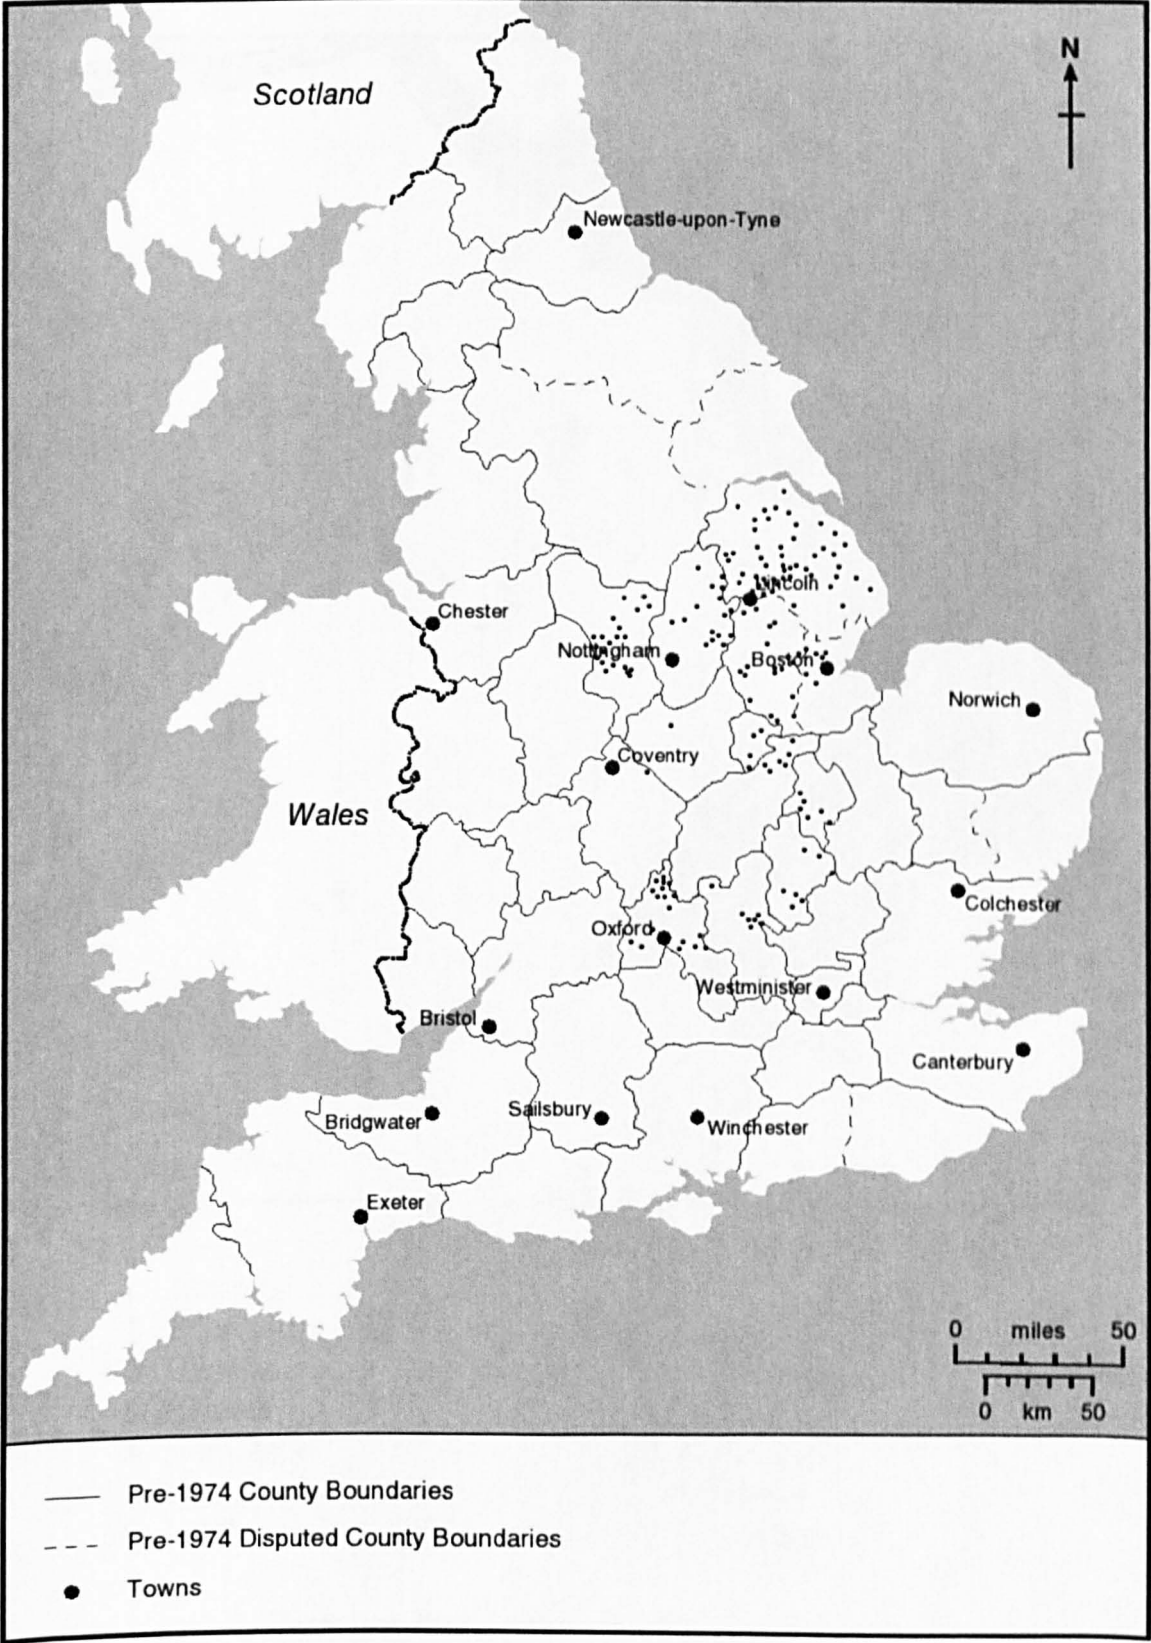 N
Scotland
Newcastle-upon-Tyne
Lincoln
Chester
Nottingham
Boston
Norwich
Coventry
Wales
Colchester
Oxford
Westminister
Bristol
Canterbury
Bridgwater
Sailsbury
Winchester
Exeter
0 miles 50
0 km 50
Pre-1974 County Boundaries
Pre-1974 Disputed County Boundaries
Towns